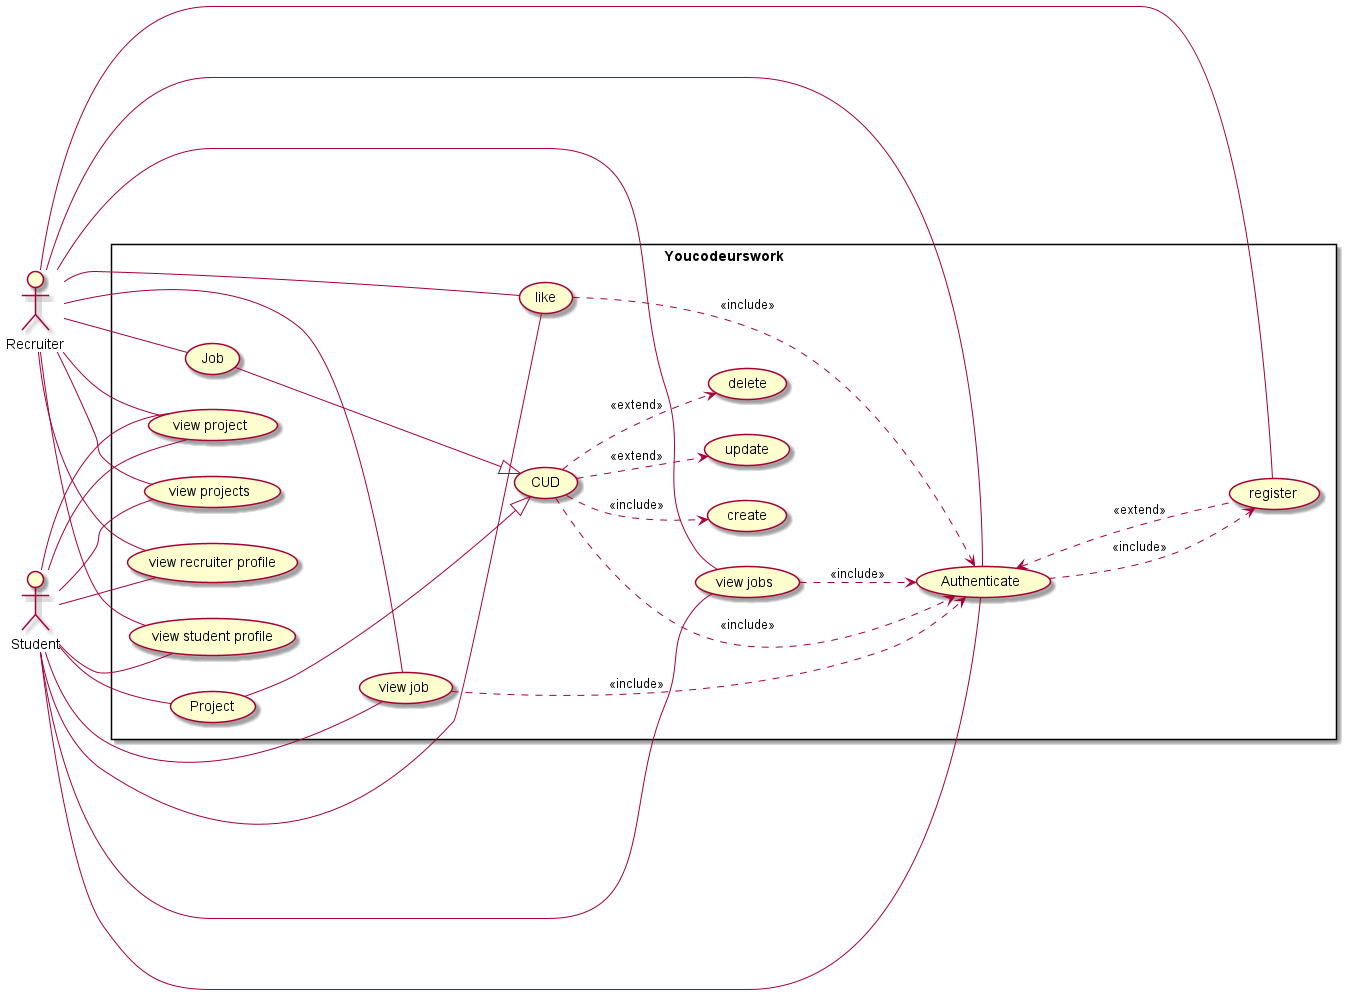 Youcodeurswork
Recruiter
like
«include»
Job
delete
«extend»
view project
update
«extend»
CUD
view projects
register
create
«include»
«extend»
«include»
view recruiter profile
view jobs
«include»
Authenticate
Student
view student profile
«include»
view job
«include»
Project